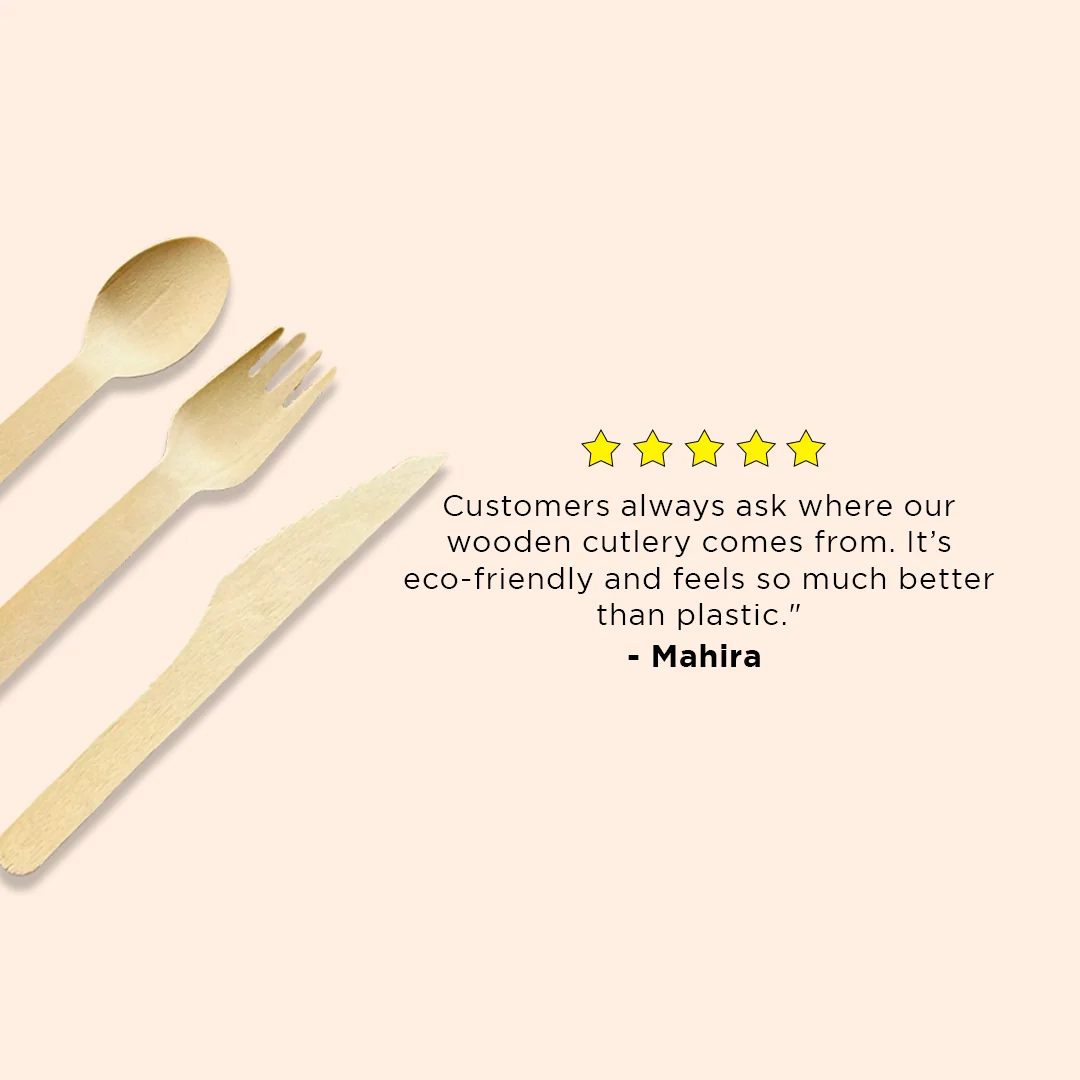 Customers always ask where our
wooden cutlery comes from. It’s
eco-friendly and feels so much better
than plastic."
- Mahira